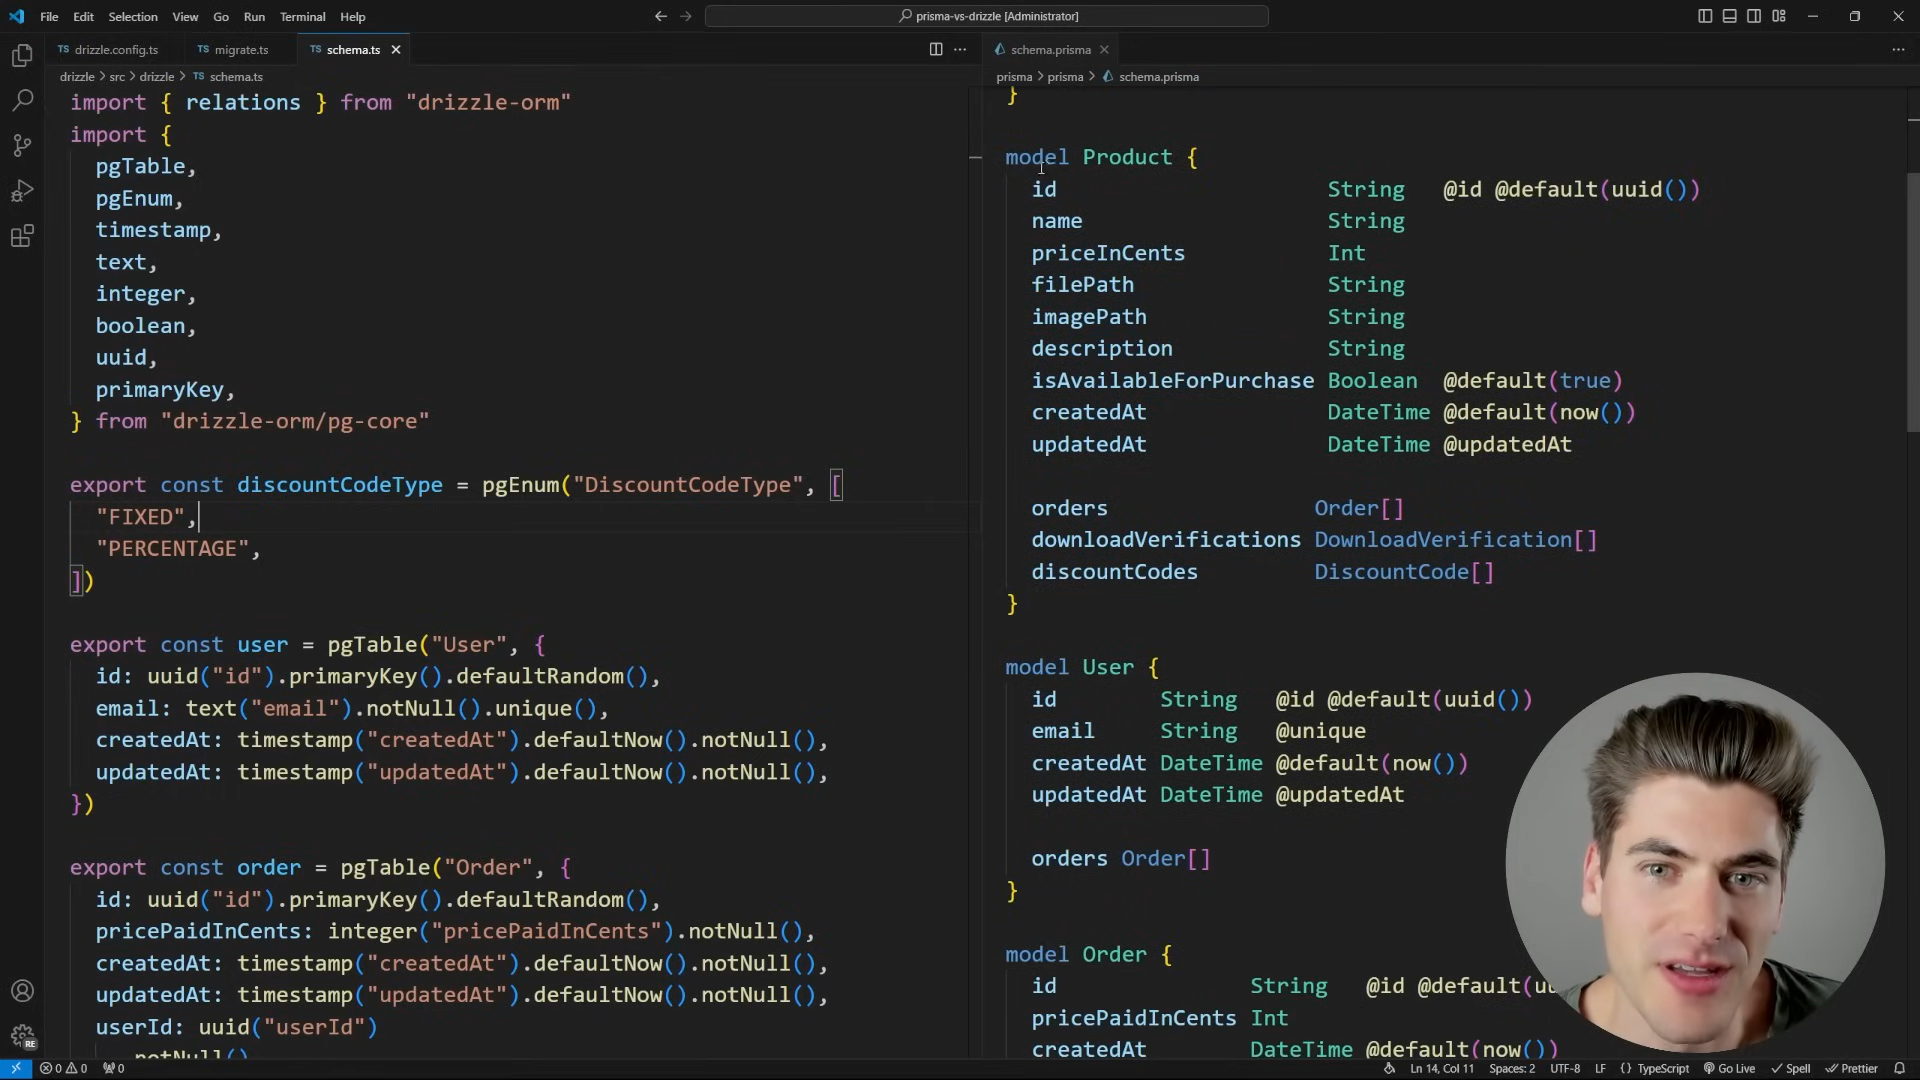 File Edit Selection View Go Run Terminal Help
prisma-vs-drizzle [Administrator]
drizzle.config.ts migrate.ts schema.ts
drizzle > src > drizzle > TS schema.ts
import { relations } from "drizzle-orm"
import {
pgTable,
pgEnum,
timestamp,
text,
integer,
boolean,
uuid,
primaryKey,
} from "drizzle-orm/pg-core"
export const discountCodeType = pgEnum("DiscountCodeType", [
"FIXED",
"PERCENTAGE",
])
export const user = pgTable("User", {
id: uuid("id").primaryKey().defaultRandom(),
email: text("email").notNull().unique(),
createdAt: timestamp("createdAt").defaultNow().notNull(),
updatedAt: timestamp("updatedAt").defaultNow().notNull(),
})
export const order = pgTable("Order", {
id: uuid("id").primaryKey().defaultRandom(),
pricePaidInCents: integer("pricePaidInCents").notNull(),
createdAt: timestamp("createdAt").defaultNow().notNull(),
updatedAt: timestamp("updatedAt").defaultNow().notNull(),
userId: uuid("userId")
.notNull()
schema.prisma
prisma > prisma > schema.prisma
}
model Product {
id String @id @default(uuid())
name String
priceInCents Int
filePath String
imagePath String
description String
isAvailableForPurchase Boolean @default(true)
createdAt DateTime @default(now())
updatedAt DateTime @updatedAt
orders Order[]
downloadVerifications DownloadVerification[]
discountCodes DiscountCode[]
}
model User {
id String @id @default(uuid())
email String @unique
createdAt DateTime @default(now())
updatedAt DateTime @updatedAt
orders Order[]
}
model Order {
id String @id @default(
pricePaidInCents Int
createdAt DateTime @default(now())
RE
0 0 0 Ln 14, Col 11 Spaces: 2 UTF-8 LF {} TypeScript Go Live Spell Prettier